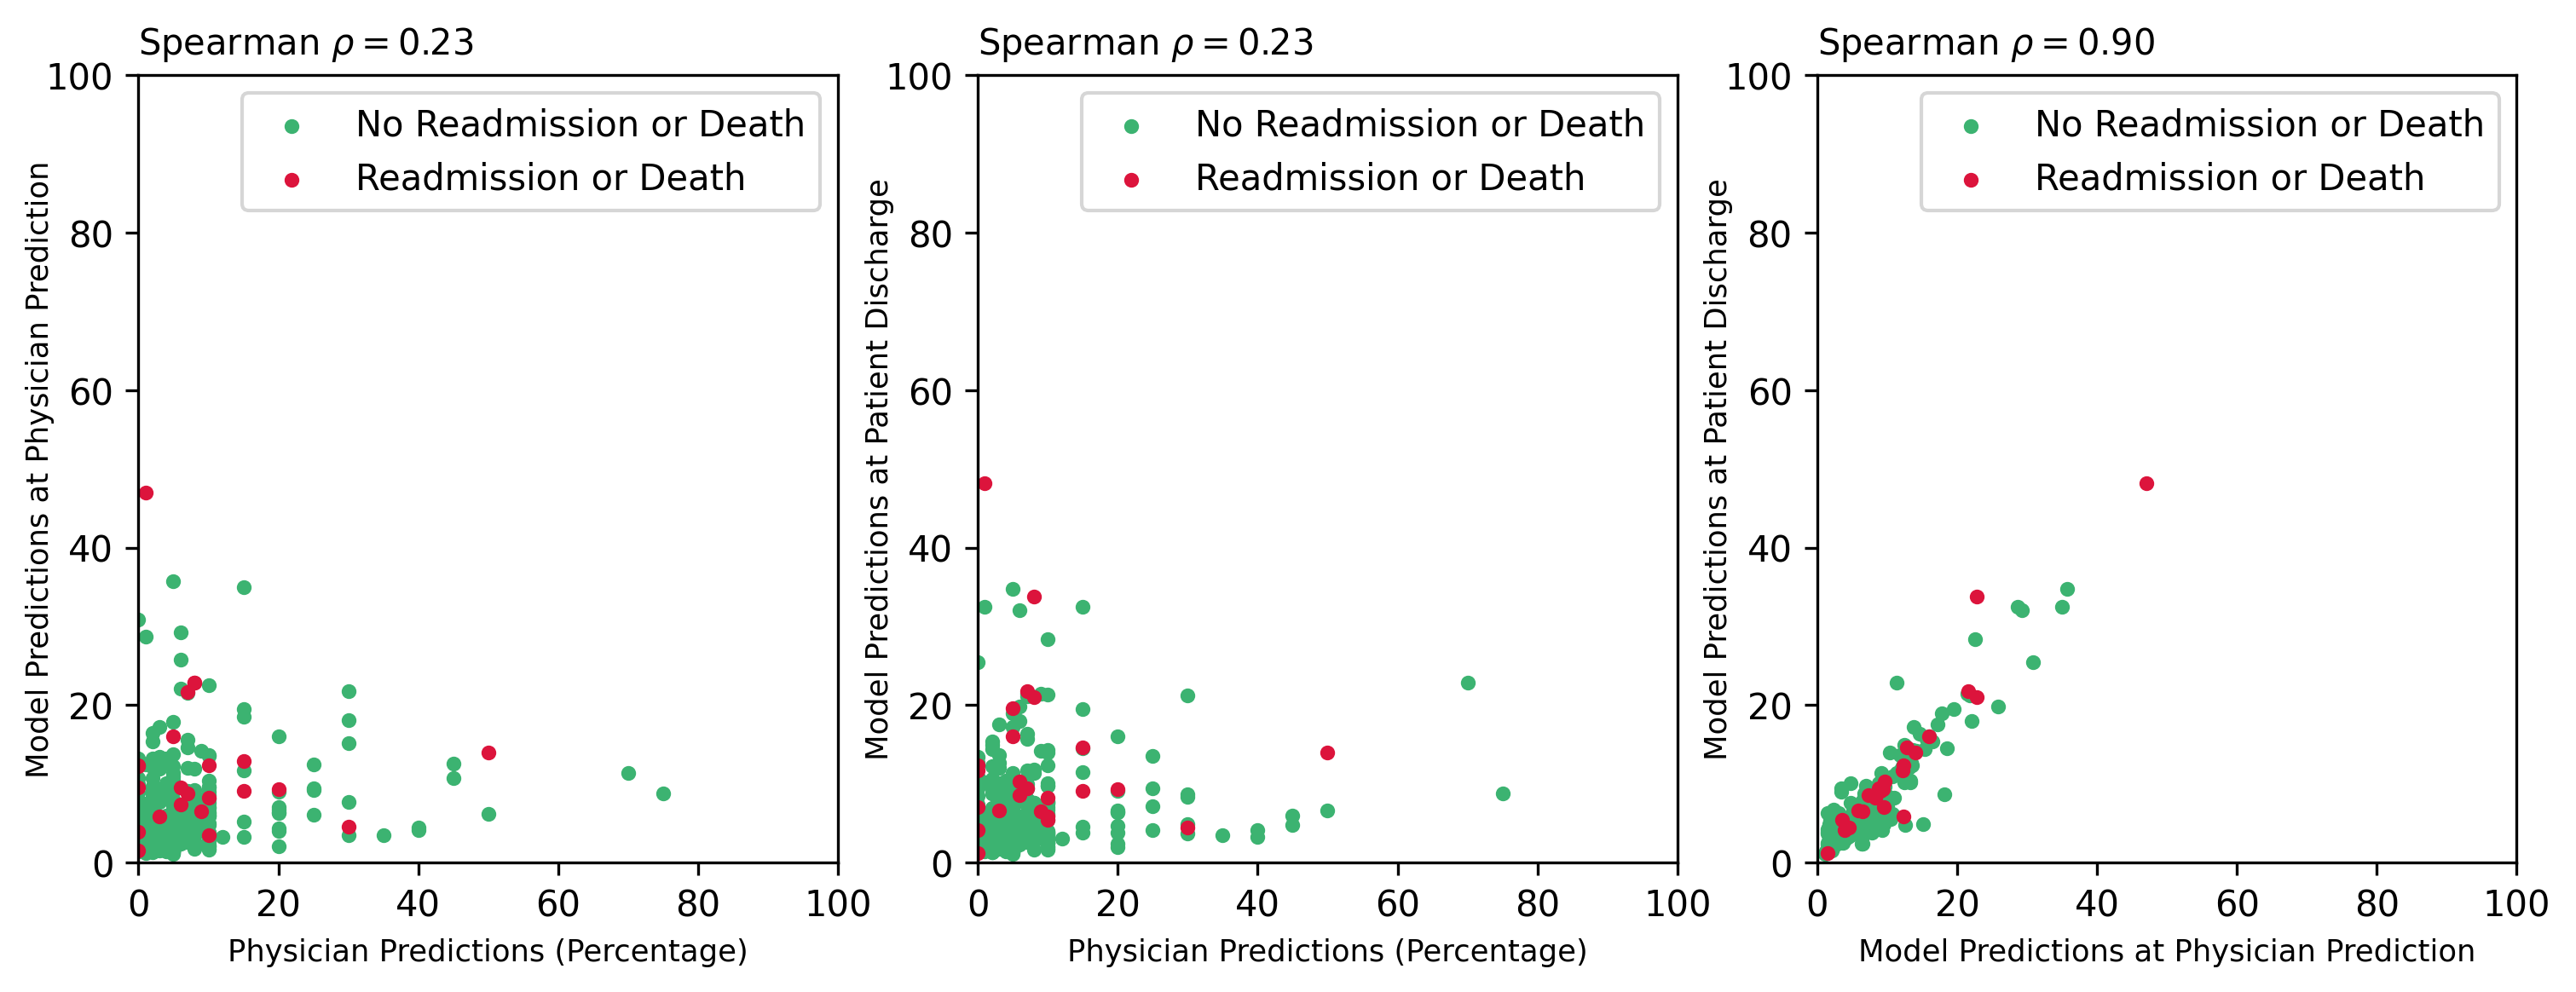 Spearman ρ = 0.23
100
80
60
40
20
0
Model Predictions at Physician Prediction
No Readmission or Death
Readmission or Death
0 20 40 60 80 100
Physician Predictions (Percentage)
Spearman ρ = 0.23
100
80
60
40
20
0
Model Predictions at Patient Discharge
No Readmission or Death
Readmission or Death
0 20 40 60 80 100
Physician Predictions (Percentage)
Spearman ρ = 0.90
100
80
60
40
20
0
Model Predictions at Patient Discharge
No Readmission or Death
Readmission or Death
0 20 40 60 80 100
Model Predictions at Physician Prediction